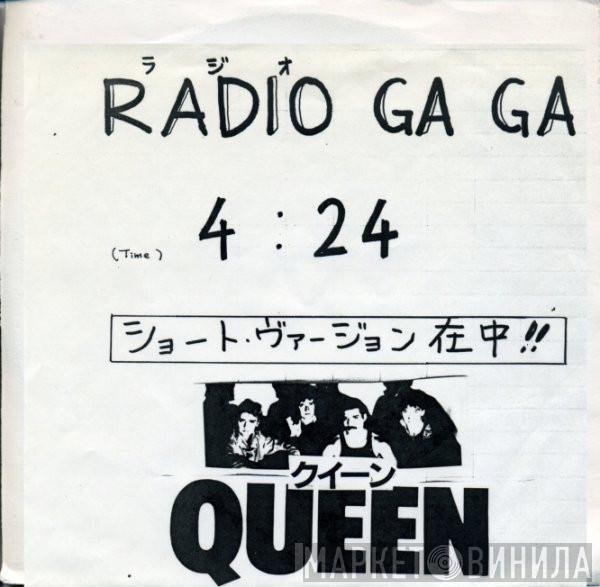 ラジオ
RADIO GA GA
(Time) 4:24
ショート・ヴァージョン在中!!
クイーン
QUEEN
МАРКЕТ ВИНИЛА